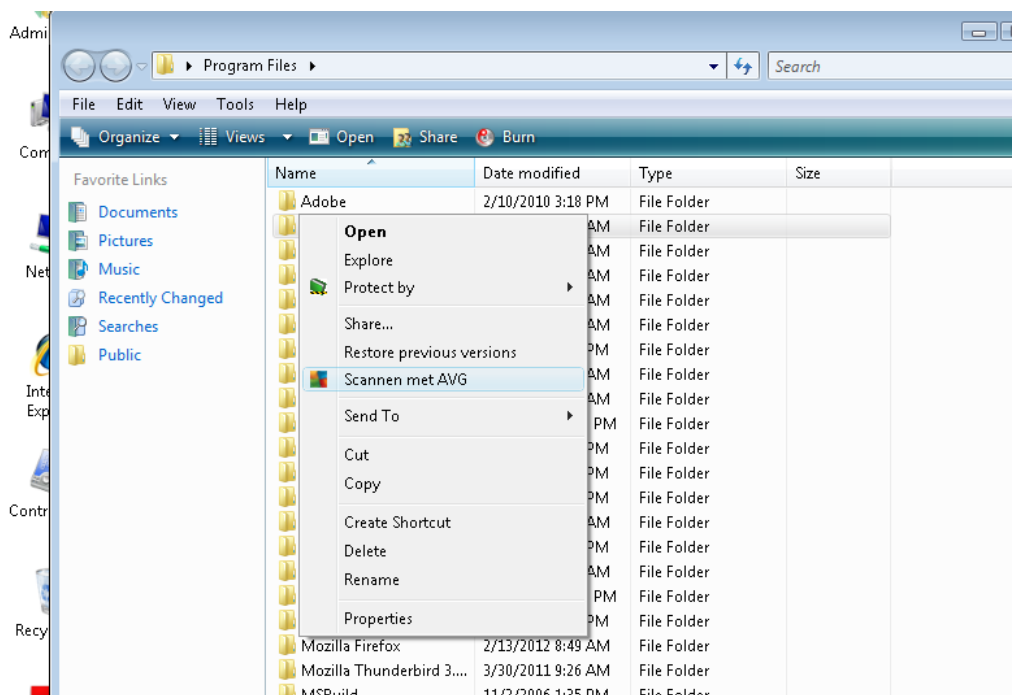 Admi
Program Files
Search
File Edit View Tools Help
Organize Views Open Share Burn
Com
Favorite Links
Name Date modified Type Size
Adobe 2/10/2010 3:18 PM File Folder
Documents
Open AM File Folder
Pictures
Explore AM File Folder
Net
Music
Protect by AM File Folder
Recently Changed
AM File Folder
Share... AM File Folder
Searches
Restore previous versions PM File Folder
Public
Scannen met AVG AM File Folder
Inte
Exp
AM File Folder
Send To PM File Folder
Cut PM File Folder
PM File Folder
Copy PM File Folder
Contr
Create Shortcut AM File Folder
Delete PM File Folder
Rename AM File Folder
PM File Folder
Properties PM File Folder
Recy
Mozilla Firefox 2/13/2012 8:49 AM File Folder
Mozilla Thunderbird 3.... 3/30/2011 9:26 AM File Folder
MSBuild 11/2/2006 1:35 PM File Folder